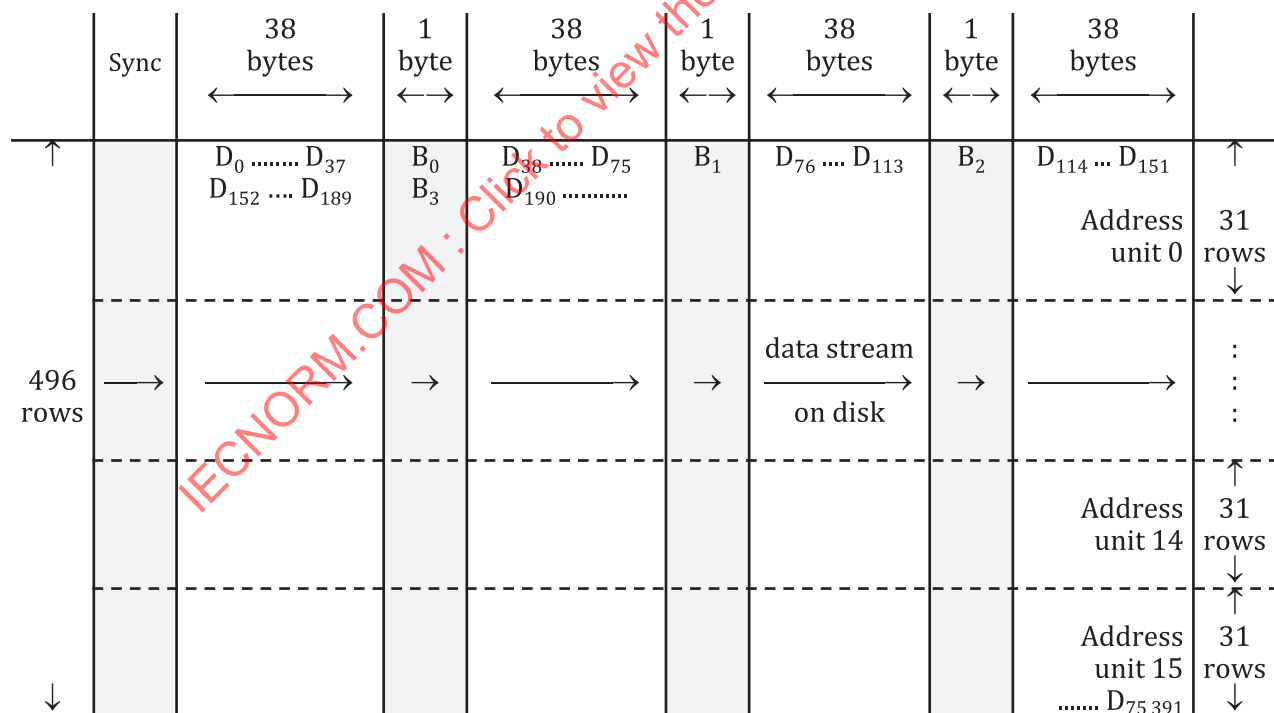 38 1 38 1 38 1 38
Sync bytes byte bytes byte bytes byte bytes
← → ←→ ← → ←→ ← → ←→ ← →
↑ D0 ........ D37 B0 D38 ...... D75 B1 D76 .... D113 B2 D114 ... D151 ↑
D152 .... D189 B3 D190 ...........
Address 31
unit 0 rows
↓
data stream :
496 → → → → → → → → :
rows on disk :
↑
Address 31
unit 14 rows
↓
↑
Address 31
unit 15 rows
↓ ...... D75 391 ↓
IECNORM.COM : Click to view the